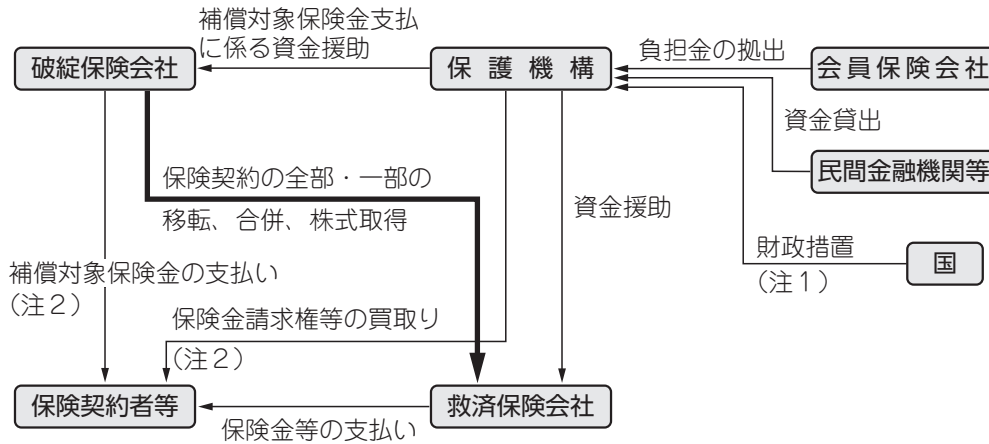 補償対象保険金支払
に係る資金援助
破綻保険会社
保護機構
負担金の拠出
会員保険会社
資金貸出
民間金融機関等
保険契約の全部・一部の
移転、合併、株式取得
資金援助
財政措置
(注1)
国
補償対象保険金の支払い
(注2)
保険金請求権等の買取り
(注2)
保険契約者等
救済保険会社
保険金等の支払い